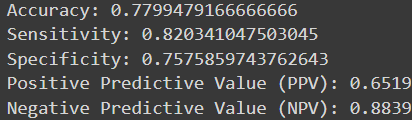 Accuracy: 0.7799479166666666
Sensitivity: 0.820341047503045
Specificity: 0.7575859743762643
Positive Predictive Value (PPV): 0.6519
Negative Predictive Value (NPV): 0.8839